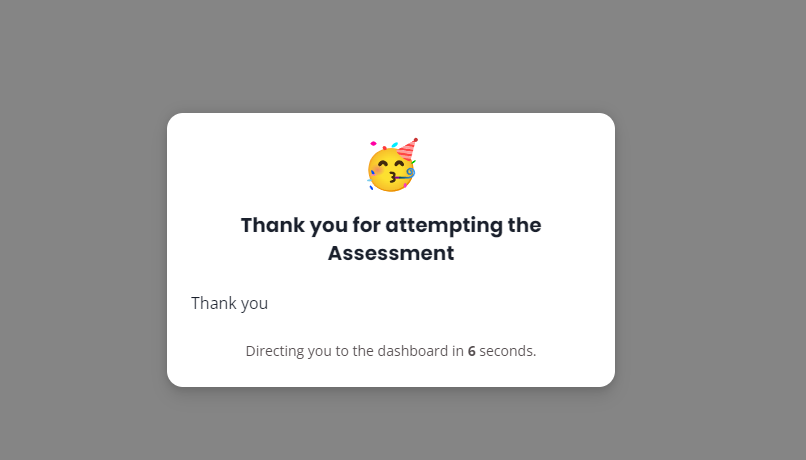 Thank you for attempting the
Assessment
Thank you
Directing you to the dashboard in 6 seconds.